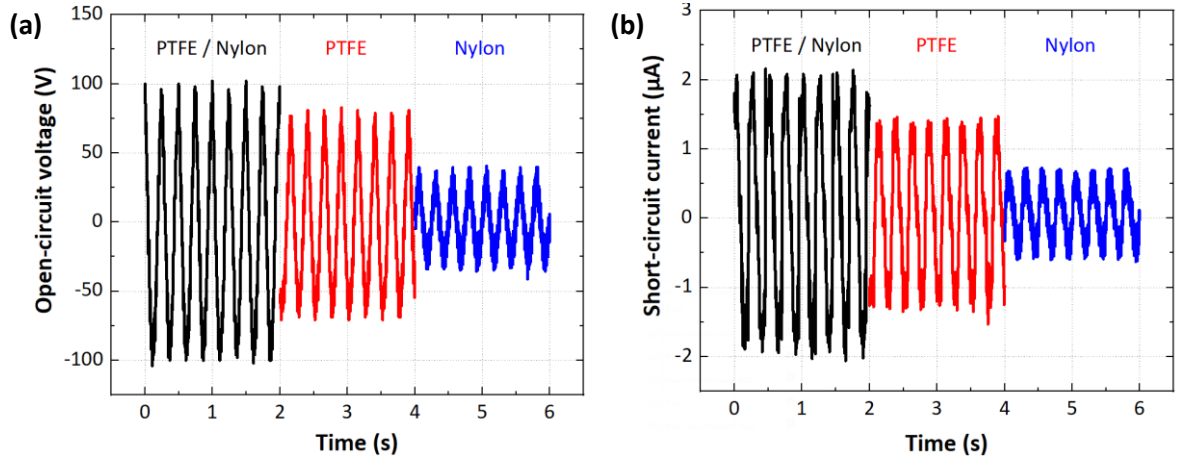 (a)
Open-circuit voltage (V)
150
100
50
0
-50
-100
PTFE / Nylon PTFE Nylon
0 1 2 3 4 5 6
Time (s)
(b)
Short-circuit current (μA)
3
2
1
0
-1
-2
PTFE / Nylon PTFE Nylon
0 1 2 3 4 5 6
Time (s)